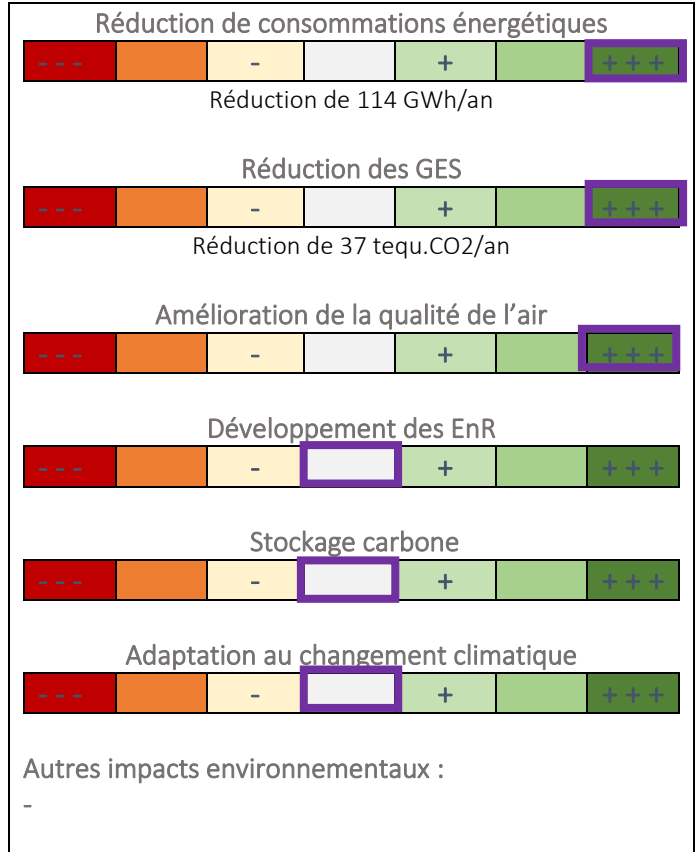 Réduction de consommations énergétiques
- - - - + + + +
Réduction de 114 GWh/an
Réduction des GES
- - - - + + + +
Réduction de 37 tequ.CO2/an
Amélioration de la qualité de l’air
- - - - + + + +
Développement des EnR
- - - - + + + +
Stockage carbone
- - - - + + + +
Adaptation au changement climatique
- - - - + + + +
Autres impacts environnementaux :
-